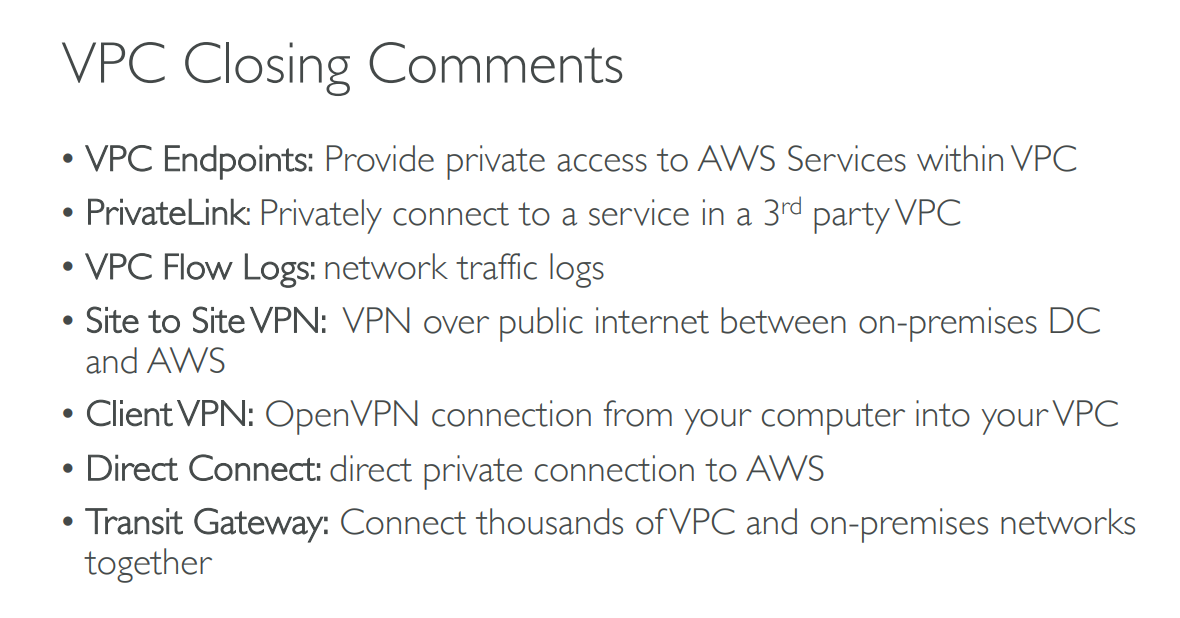 VPC Closing Comments
• VPC Endpoints: Provide private access to AWS Services within VPC
• PrivateLink: Privately connect to a service in a 3rd party VPC
• VPC Flow Logs: network traffic logs
• Site to Site VPN: VPN over public internet between on-premises DC
and AWS
• Client VPN: OpenVPN connection from your computer into your VPC
• Direct Connect: direct private connection to AWS
• Transit Gateway: Connect thousands of VPC and on-premises networks
together